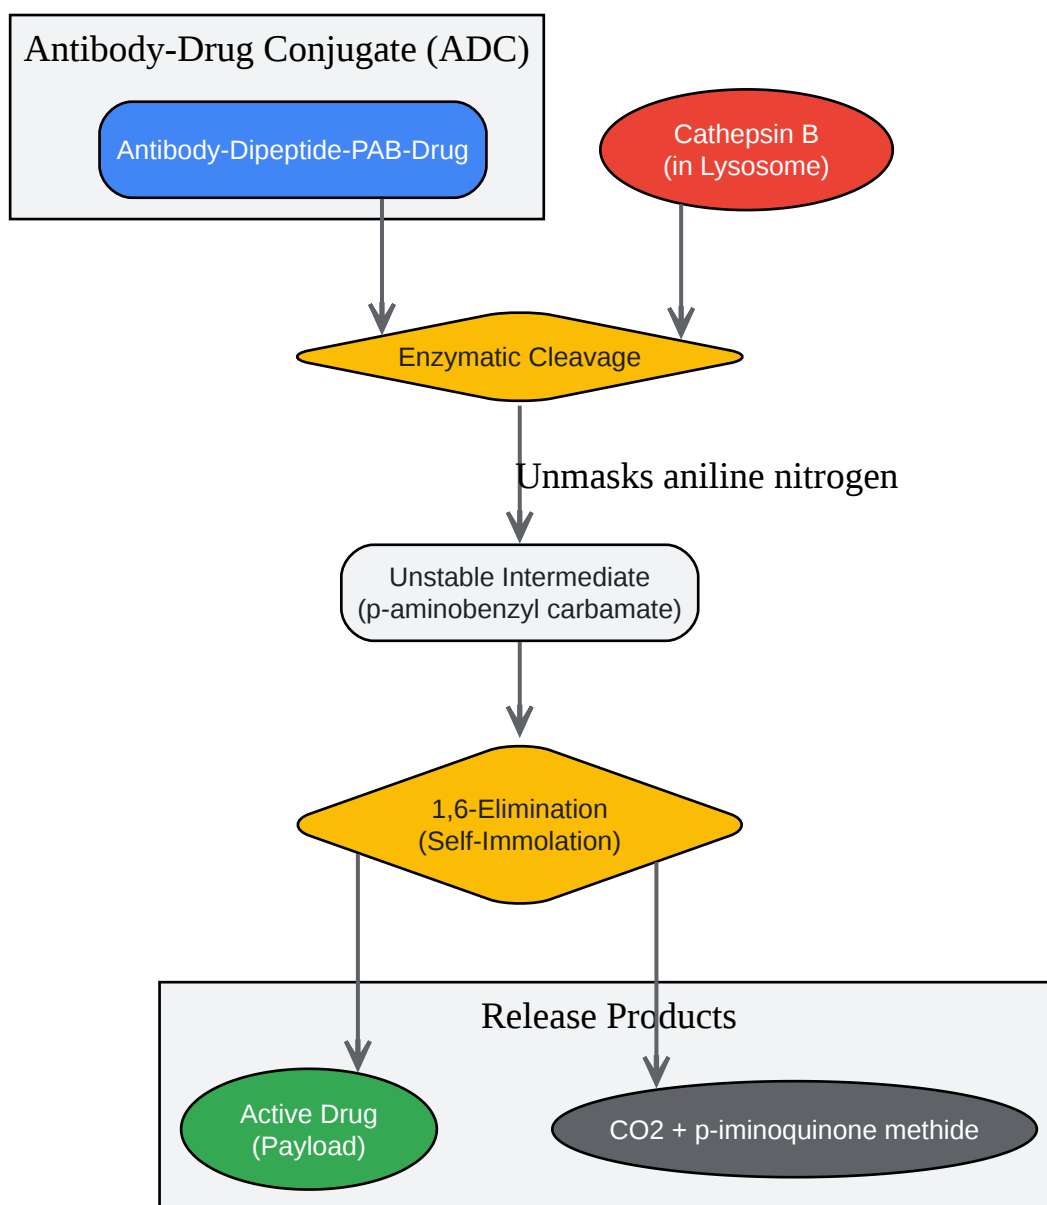 Antibody-Drug Conjugate (ADC)
Antibody-Dipeptide-PAB-Drug
Cathepsin B
(in Lysosome)
Enzymatic Cleavage
Unmasks aniline nitrogen
Unstable Intermediate
(p-aminobenzyl carbamate)
1,6-Elimination
(Self-Immolation)
Release Products
Active Drug
(Payload)
CO2 + p-iminoquinone methide